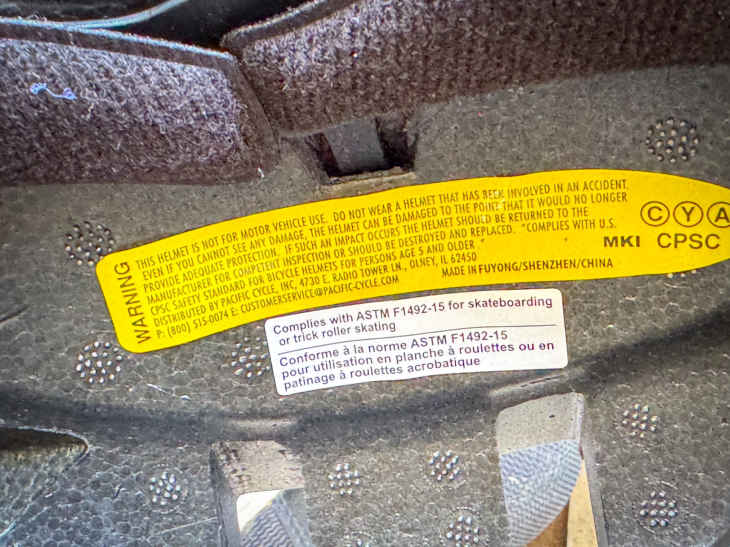 WARNING
THIS HELMET IS NOT FOR MOTOR VEHICLE USE. DO NOT WEAR A HELMET THAT HAS BEEN INVOLVED IN AN ACCIDENT.
EVEN IF YOU CANNOT SEE ANY DAMAGE, THE HELMET CAN BE DAMAGED TO THE POINT THAT IT WOULD NO LONGER
PROVIDE ADEQUATE PROTECTION. IF SUCH AN IMPACT OCCURS THE HELMET SHOULD BE RETURNED TO THE
MANUFACTURER FOR COMPETENT INSPECTION OR SHOULD BE DESTROYED AND REPLACED. "COMPLIES WITH U.S.
CPSC SAFETY STANDARD FOR BICYCLE HELMETS FOR PERSONS AGE 5 AND OLDER"
DISTRIBUTED BY PACIFIC CYCLE, INC, 4730 E. RADIO TOWER LN., OLNEY, IL 62450
P: (800) 515-0074 E: CUSTOMERSERVICE@PACIFIC-CYCLE.COM MADE IN FUYONG/SHENZHEN/CHINA
C Y A
MKI CPSC
Complies with ASTM F1492-15 for skateboarding
or trick roller skating
Conforme à la norme ASTM F1492-15
pour utilisation en planche à roulettes ou en
patinage à roulettes acrobatique